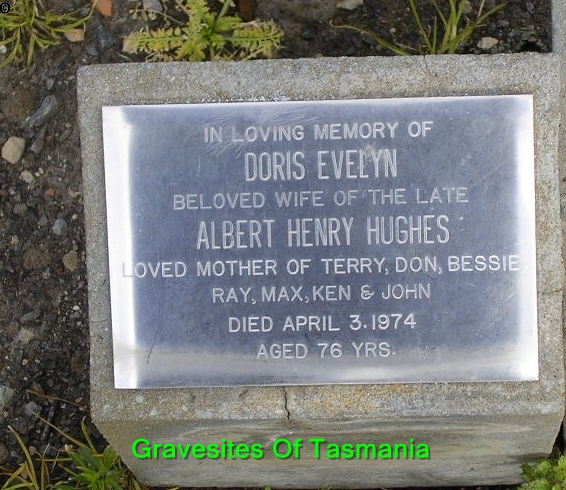 IN LOVING MEMORY OF
DORIS EVELYN
BELOVED WIFE OF THE LATE
ALBERT HENRY HUGHES
LOVED MOTHER OF TERRY, DON, BESSIE,
RAY, MAX, KEN & JOHN
DIED APRIL 3. 1974
AGED 76 YRS.
Gravesites Of Tasmania